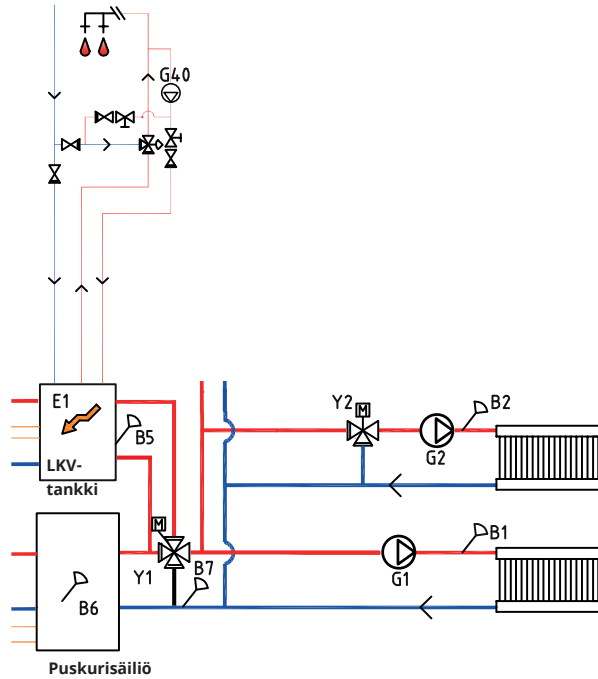 G40
E1
B5
LKV-
tankki
Y2
M
B2
G2
M
Y1
B7
G1
B1
B6
Puskurisäiliö